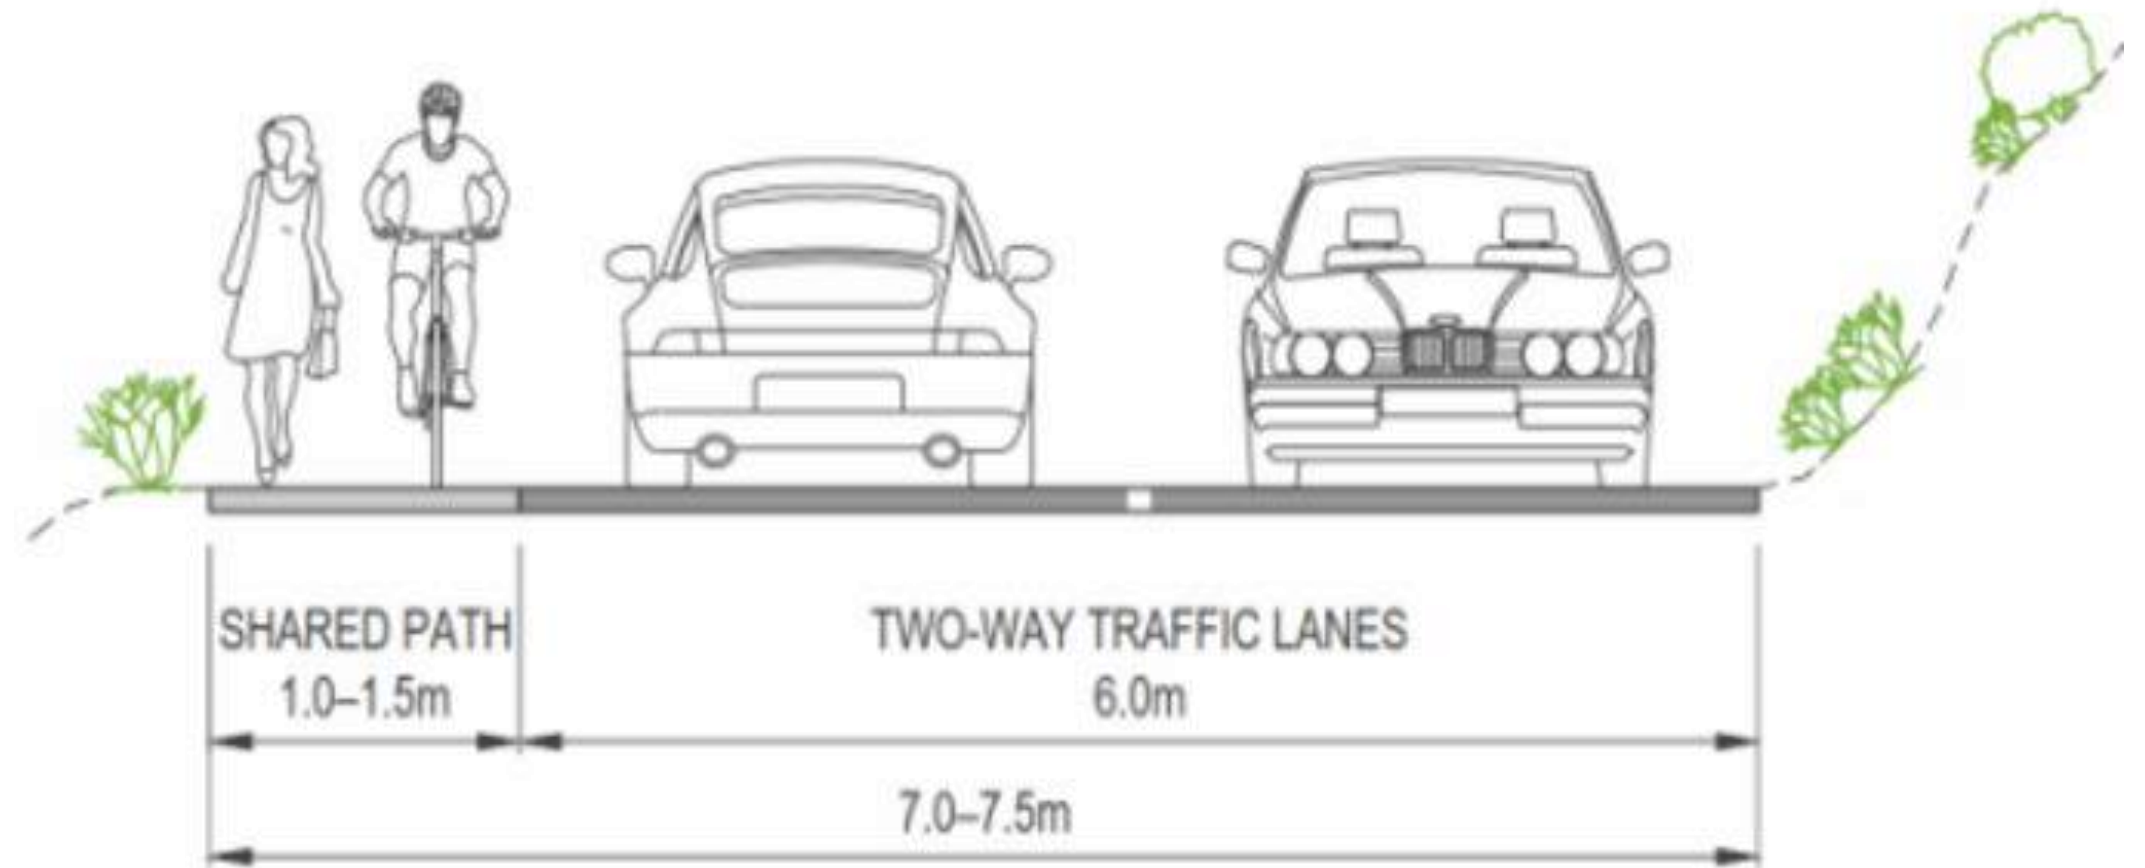 SHARED PATH
1.0–1.5m
TWO-WAY TRAFFIC LANES
6.0m
7.0–7.5m